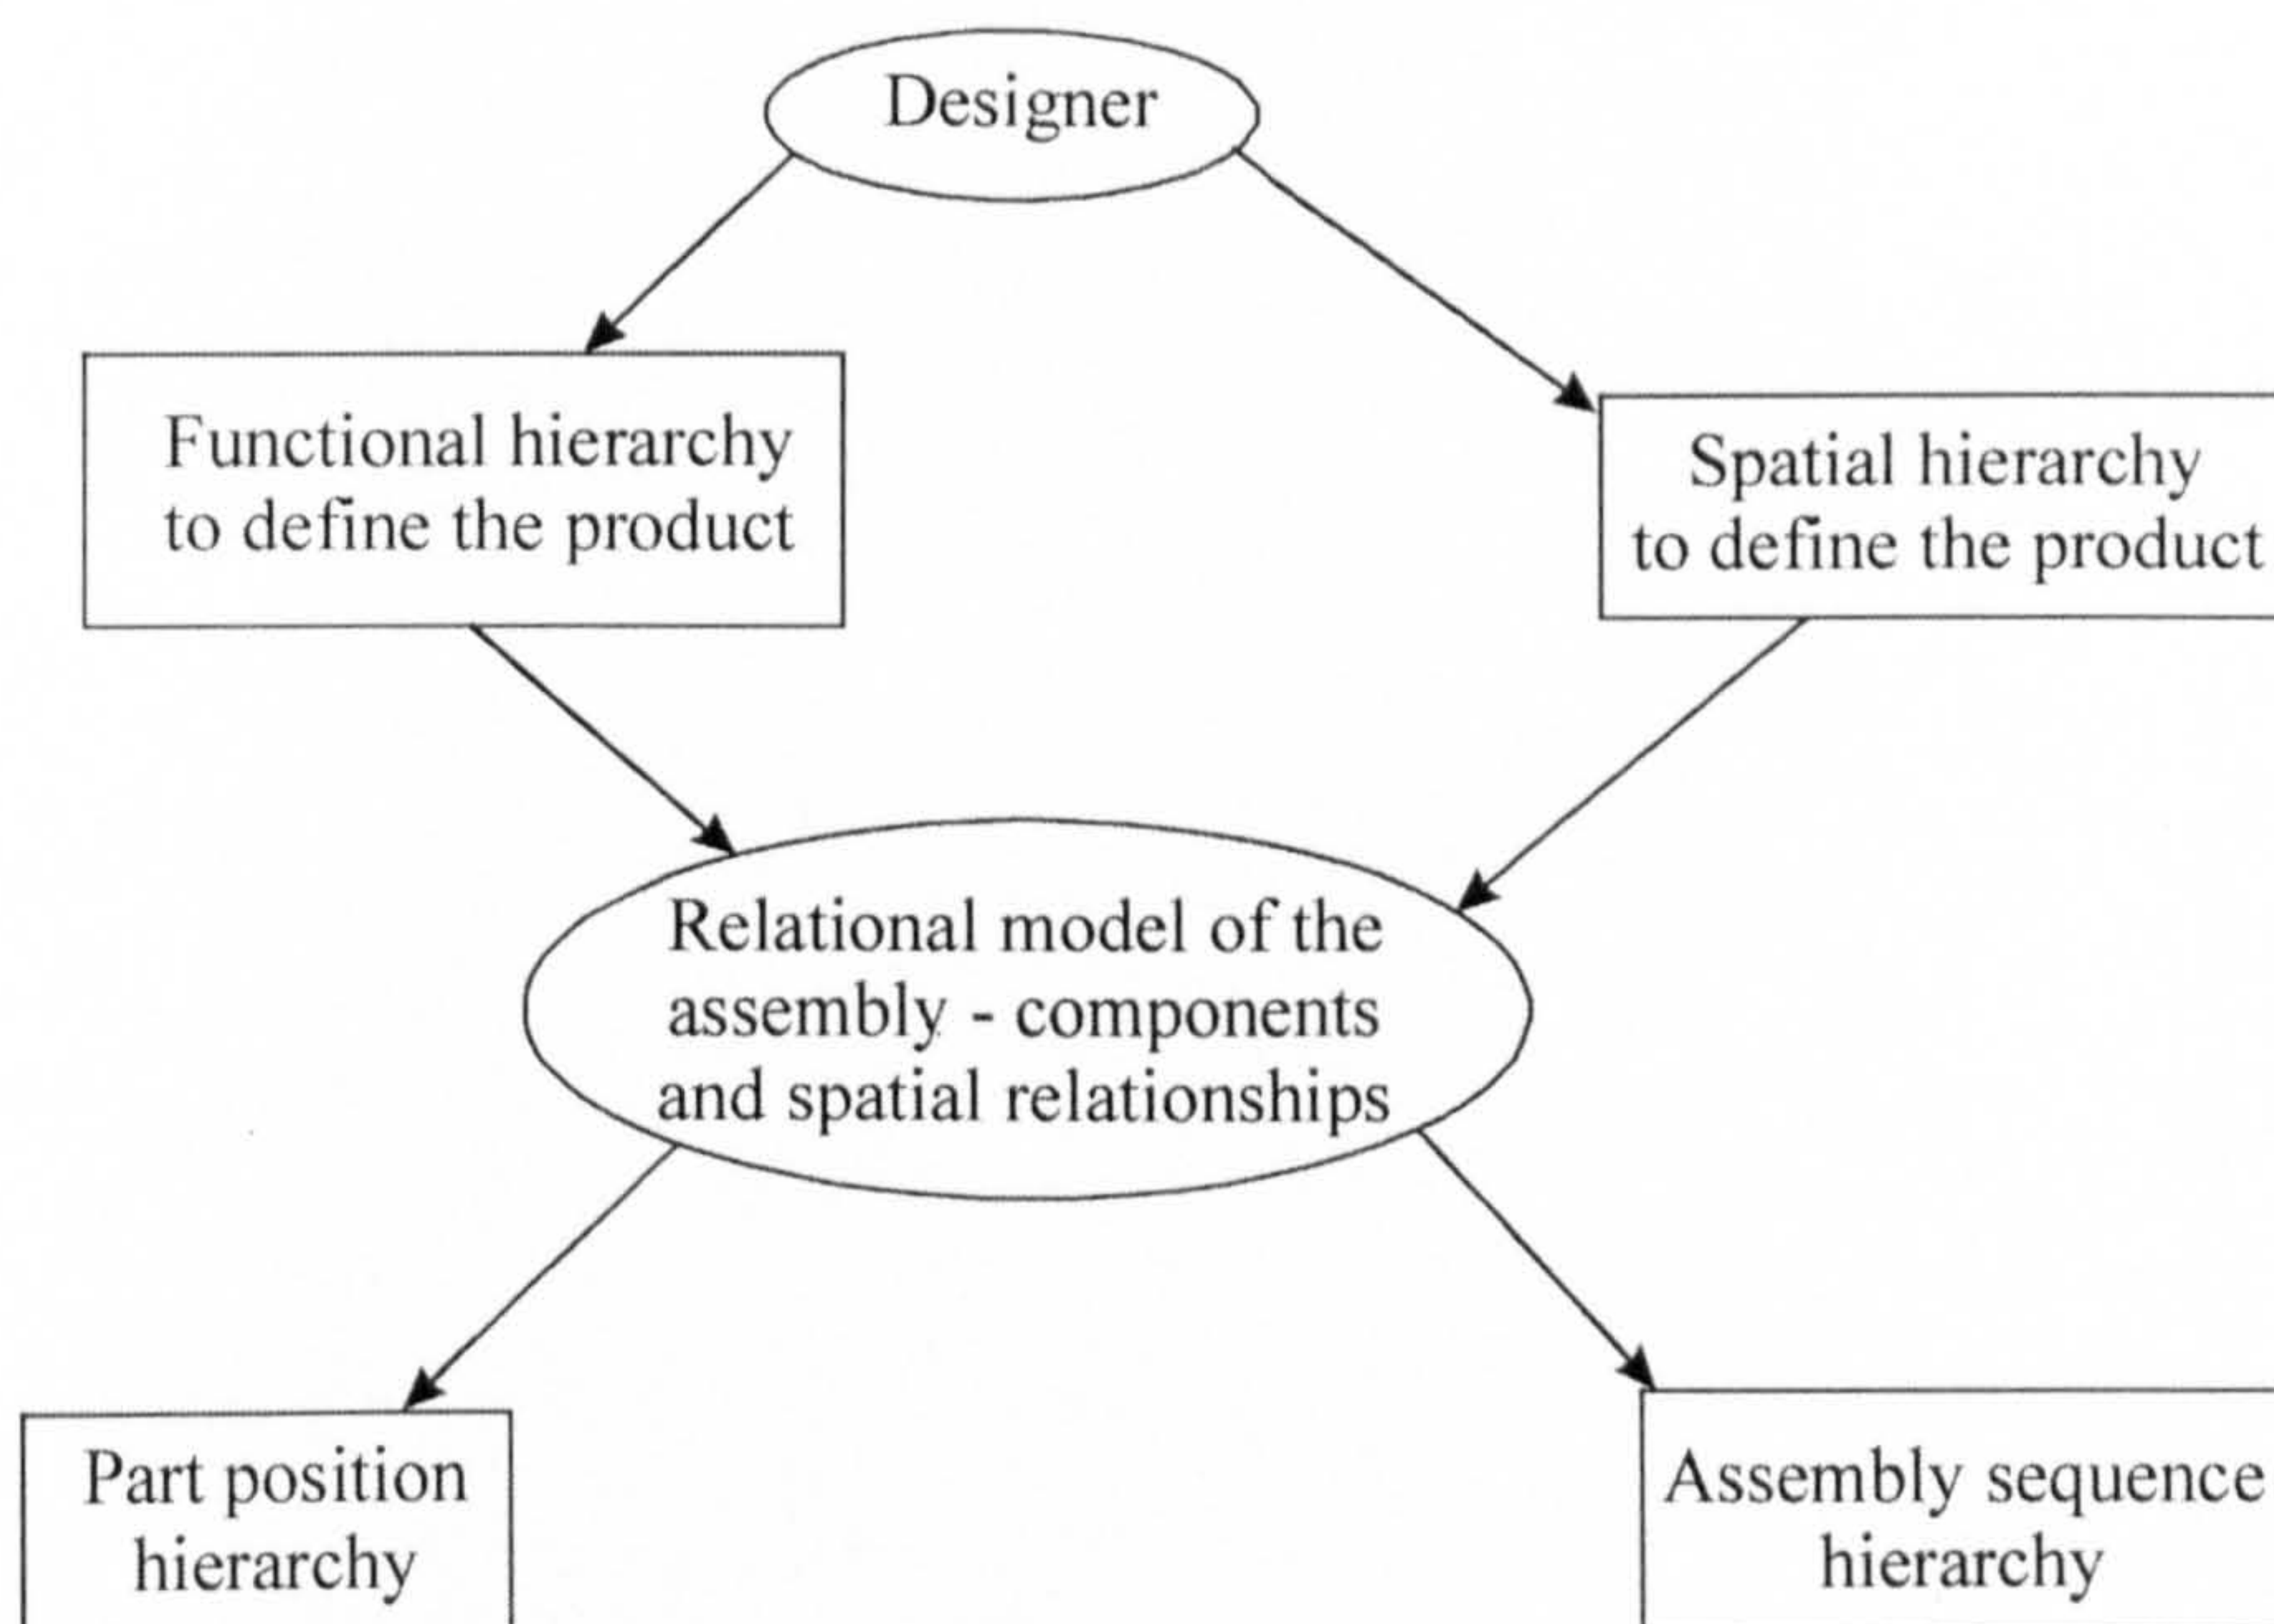 Designer
Functional hierarchy
to define the product
Spatial hierarchy
to define the product
Relational model of the
assembly - components
and spatial relationships
Part position
hierarchy
Assembly sequence
hierarchy